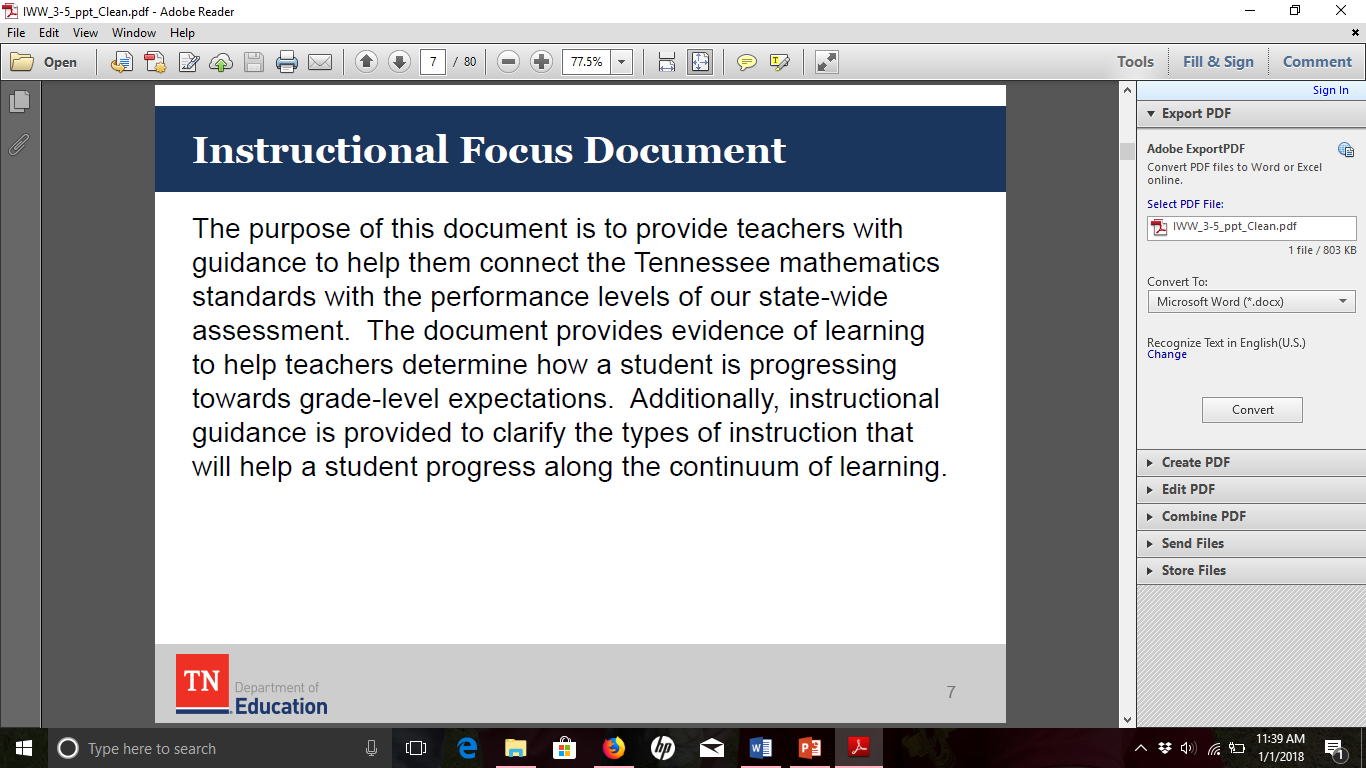 IWW_3-5_ppt_Clean.pdf - Adobe Reader
File Edit View Window Help
Open 7 / 80 77.5% Tools Fill & Sign Comment
Sign In
Instructional Focus Document
The purpose of this document is to provide teachers with
guidance to help them connect the Tennessee mathematics
standards with the performance levels of our state-wide
assessment. The document provides evidence of learning
to help teachers determine how a student is progressing
towards grade-level expectations. Additionally, instructional
guidance is provided to clarify the types of instruction that
will help a student progress along the continuum of learning.
TN
Department of
Education
7
Export PDF
Adobe ExportPDF
Convert PDF files to Word or Excel
online.
Select PDF File:
IWW_3-5_ppt_Clean.pdf
1 file / 803 KB
Convert To:
Microsoft Word (*.docx)
Recognize Text in English(U.S.)
Change
Convert
Create PDF
Edit PDF
Combine PDF
Send Files
Store Files
Type here to search
hp
11:39 AM
1/1/2018
1